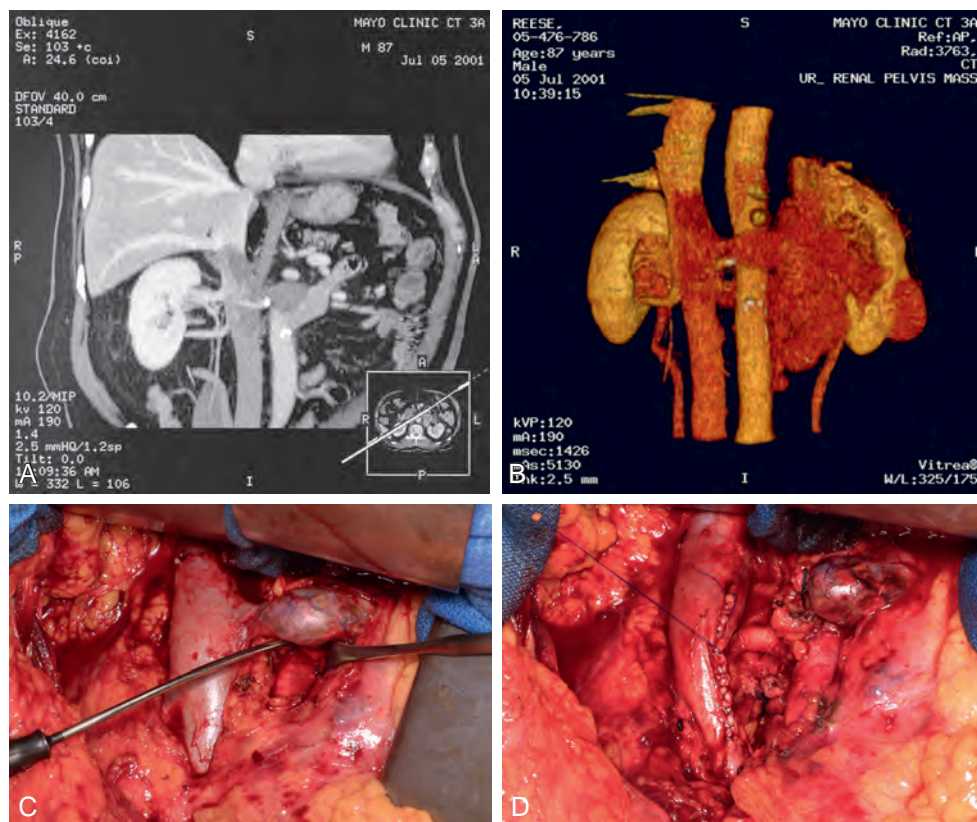 Oblique
Ex: 4162
Se: 103 +c
A: 24.6 (coi)
DFOV 40.0 cm
STANDARD
103/4
S
MAYO CLINIC CT 3A
M 87
Jul 05 2001
R
P
L
A
10.2/MIP
kv 120
mA 190
1.4
2.5 mmHQ/1.2sp
Tilt: 0.0
AM
W = 332 L = 106
A
I
A
R
L
P
REESE,
05-476-786
Age:87 years
Male
05 Jul 2001
10:39:15
S
MAYO CLINIC CT 3A
Ref:AP,
Rad:3763,
CT
UR_ RENAL PELVIS MASS
R
kVP:120
mA:190
msec:1426
2.5 mm
B
I
Vitrea®
W/L:325/175
C
D